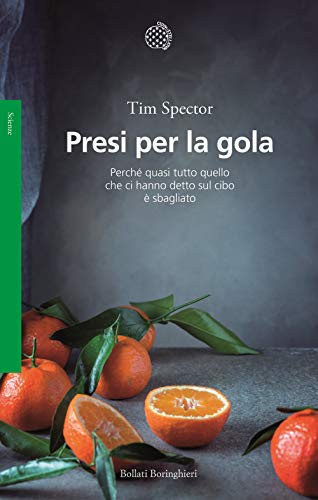 Tim Spector
Presi per la gola
Perché quasi tutto quello
che ci hanno detto sul cibo
è sbagliato
Scienze
Bollati Boringhieri